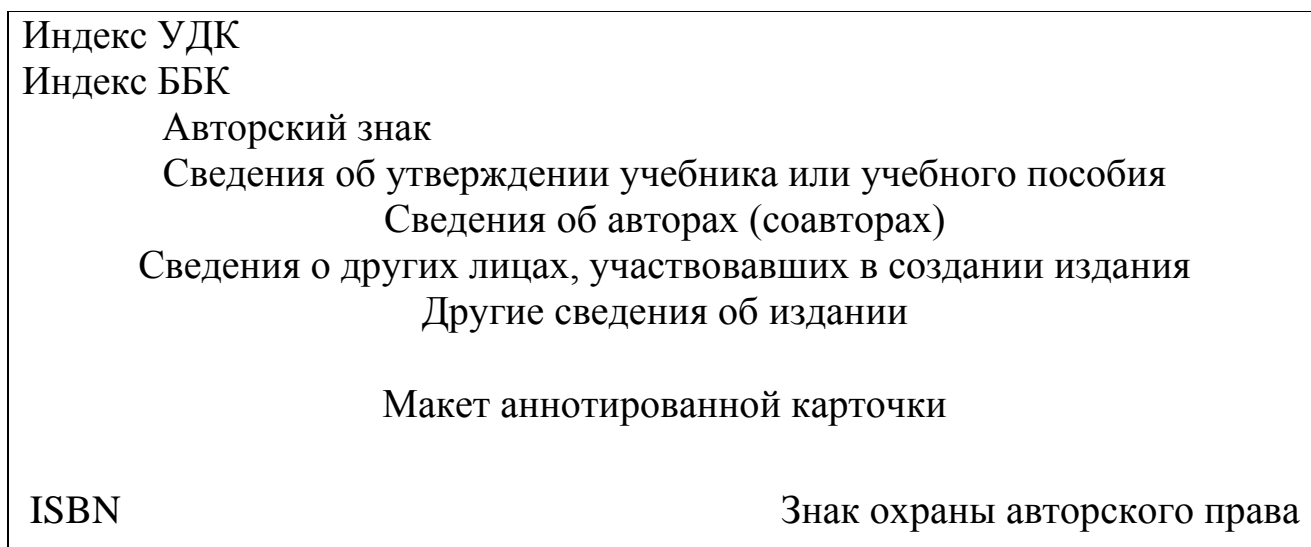 Индекс УДК
Индекс ББК
Авторский знак
Сведения об утверждении учебника или учебного пособия
Сведения об авторах (соавторах)
Сведения о других лицах, участвовавших в создании издания
Другие сведения об издании
Макет аннотированной карточки
ISBN Знак охраны авторского права